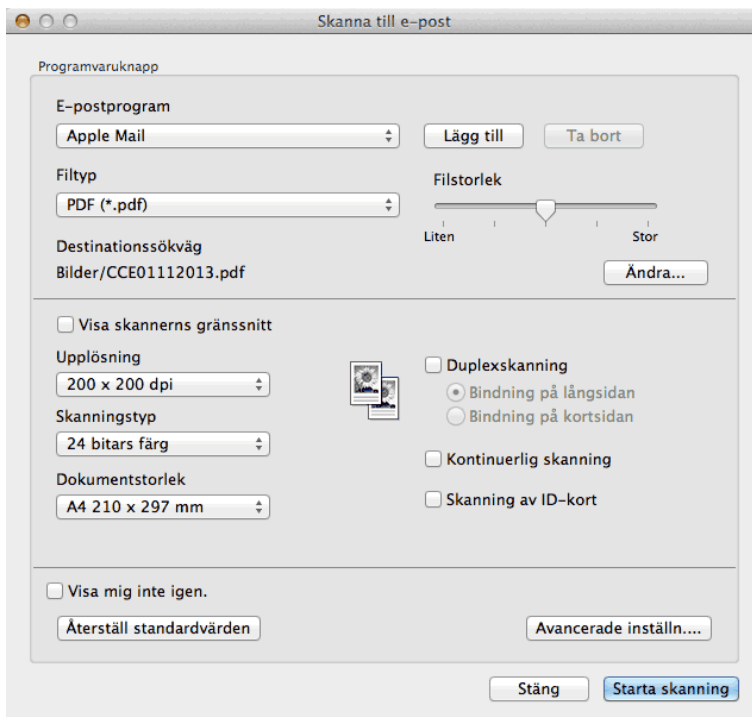 Skanna till e-post
Programvaruknapp
E-postprogram
Apple Mail
Lägg till
Ta bort
Filtyp
PDF (*.pdf)
Filstorlek
Liten
Stor
Destinationssökväg
Bilder/CCE01112013.pdf
Ändra...
Visa skannerns gränssnitt
Upplösning
200 x 200 dpi
Skanningstyp
24 bitars färg
Dokumentstorlek
A4 210 x 297 mm
Duplexskanning
Bindning på långsidan
Bindning på kortsidan
Kontinuerlig skanning
Skanning av ID-kort
Visa mig inte igen.
Återställ standardvärden
Avancerade inställn....
Stäng
Starta skanning